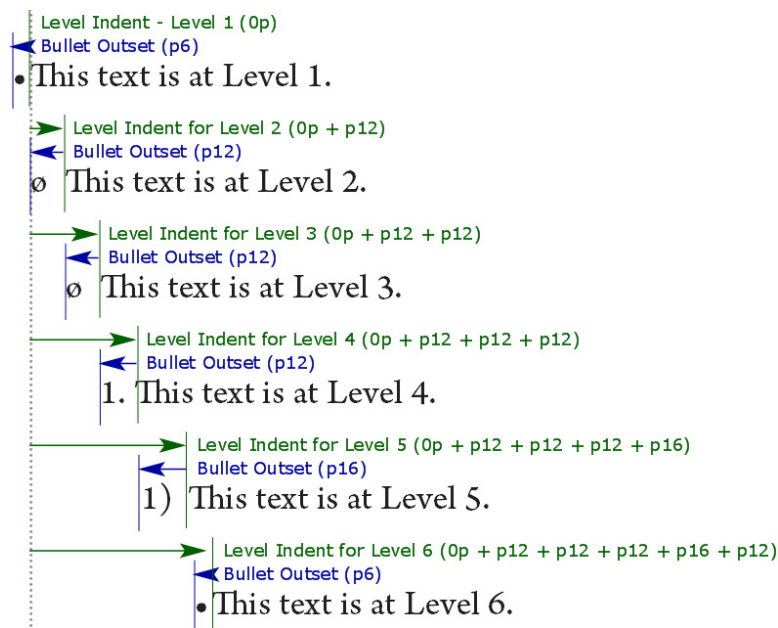 Level Indent - Level 1 (0p)
Bullet Outset (p6)
• This text is at Level 1.
Level Indent for Level 2 (0p + p12)
Bullet Outset (p12)
ø This text is at Level 2.
Level Indent for Level 3 (0p + p12 + p12)
Bullet Outset (p12)
ø This text is at Level 3.
Level Indent for Level 4 (0p + p12 + p12 + p12)
Bullet Outset (p12)
1. This text is at Level 4.
Level Indent for Level 5 (0p + p12 + p12 + p12 + p16)
Bullet Outset (p16)
1) This text is at Level 5.
Level Indent for Level 6 (0p + p12 + p12 + p12 + p16 + p12)
Bullet Outset (p6)
• This text is at Level 6.